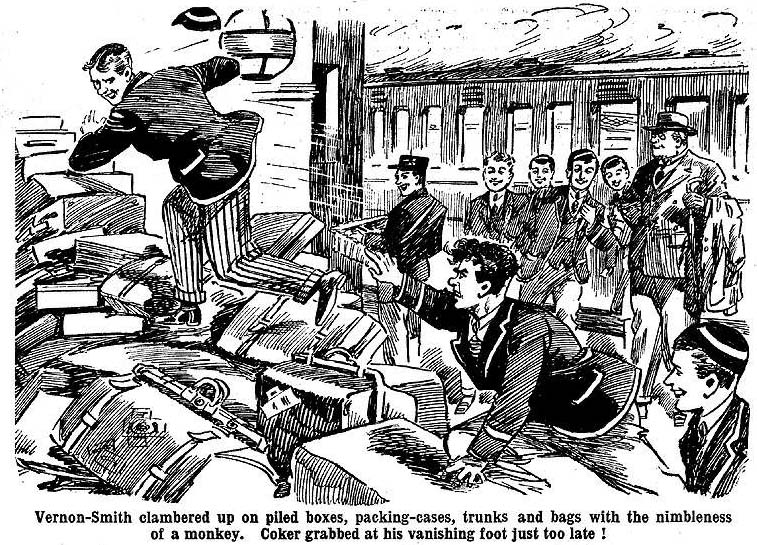 Vernon-Smith clambered up on piled boxes, packing-cases, trunks and bags with the nimbleness
of a monkey. Coker grabbed at his vanishing foot just too late !